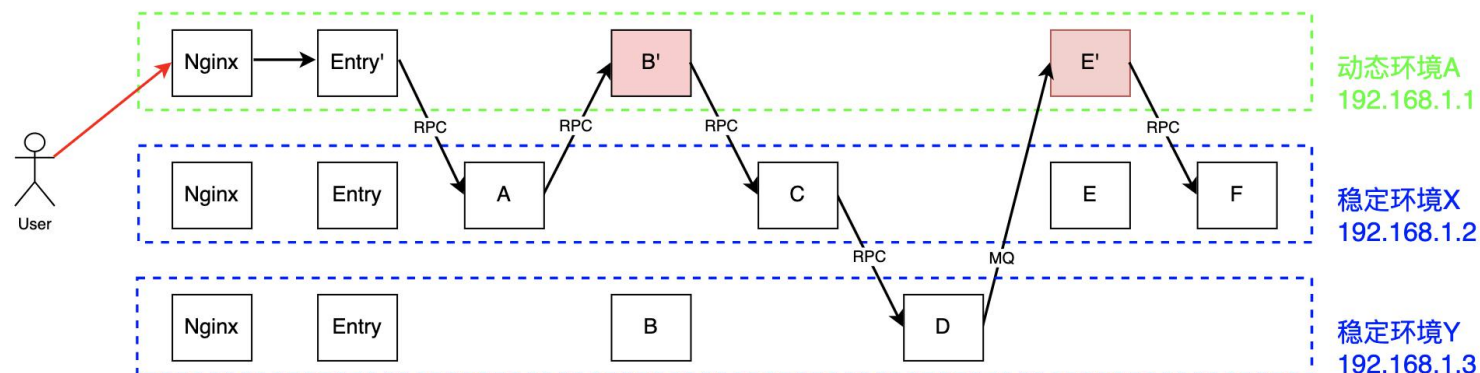 Nginx
Entry'
B'
E'
动态环境A
192.168.1.1
RPC
RPC
RPC
RPC
User
Nginx
Entry
A
C
E
F
稳定环境X
192.168.1.2
RPC
MQ
Nginx
Entry
B
D
稳定环境Y
192.168.1.3